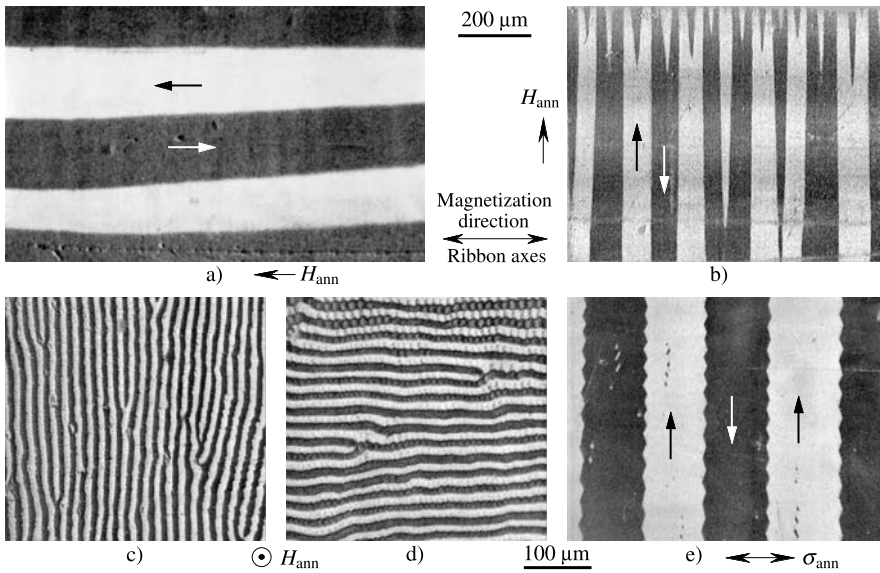 200 µm
H_ann
Magnetization
direction
Ribbon axes
a)
H_ann
b)
c)
H_ann
d)
100 µm
e)
σ_ann